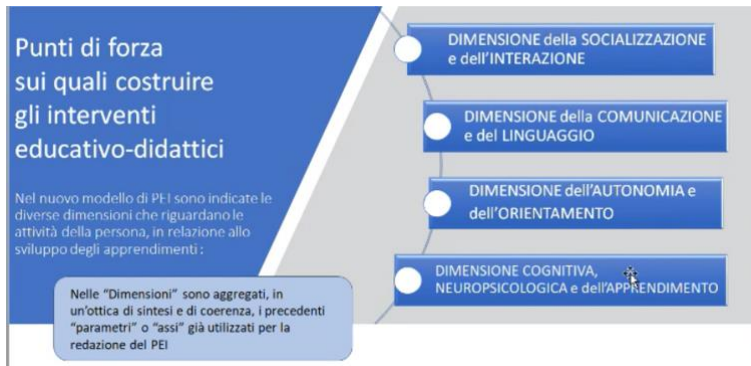 Punti di forza
sui quali costruire
gli interventi
educativo-didattici
Nel nuovo modello di PEI sono indicate le
diverse dimensioni che riguardano le
attività della persona, in relazione allo
sviluppo degli apprendimenti :
Nelle “Dimensioni” sono aggregati, in
un’ottica di sintesi e di coerenza, i precedenti
“parametri” o “assi” già utilizzati per la
redazione del PEI
DIMENSIONE della SOCIALIZZAZIONE
e dell’INTERAZIONE
DIMENSIONE della COMUNICAZIONE
e del LINGUAGGIO
DIMENSIONE dell’AUTONOMIA e
dell’ORIENTAMENTO
DIMENSIONE COGNITIVA,
NEUROPSICOLOGICA e dell’APPRENDIMENTO